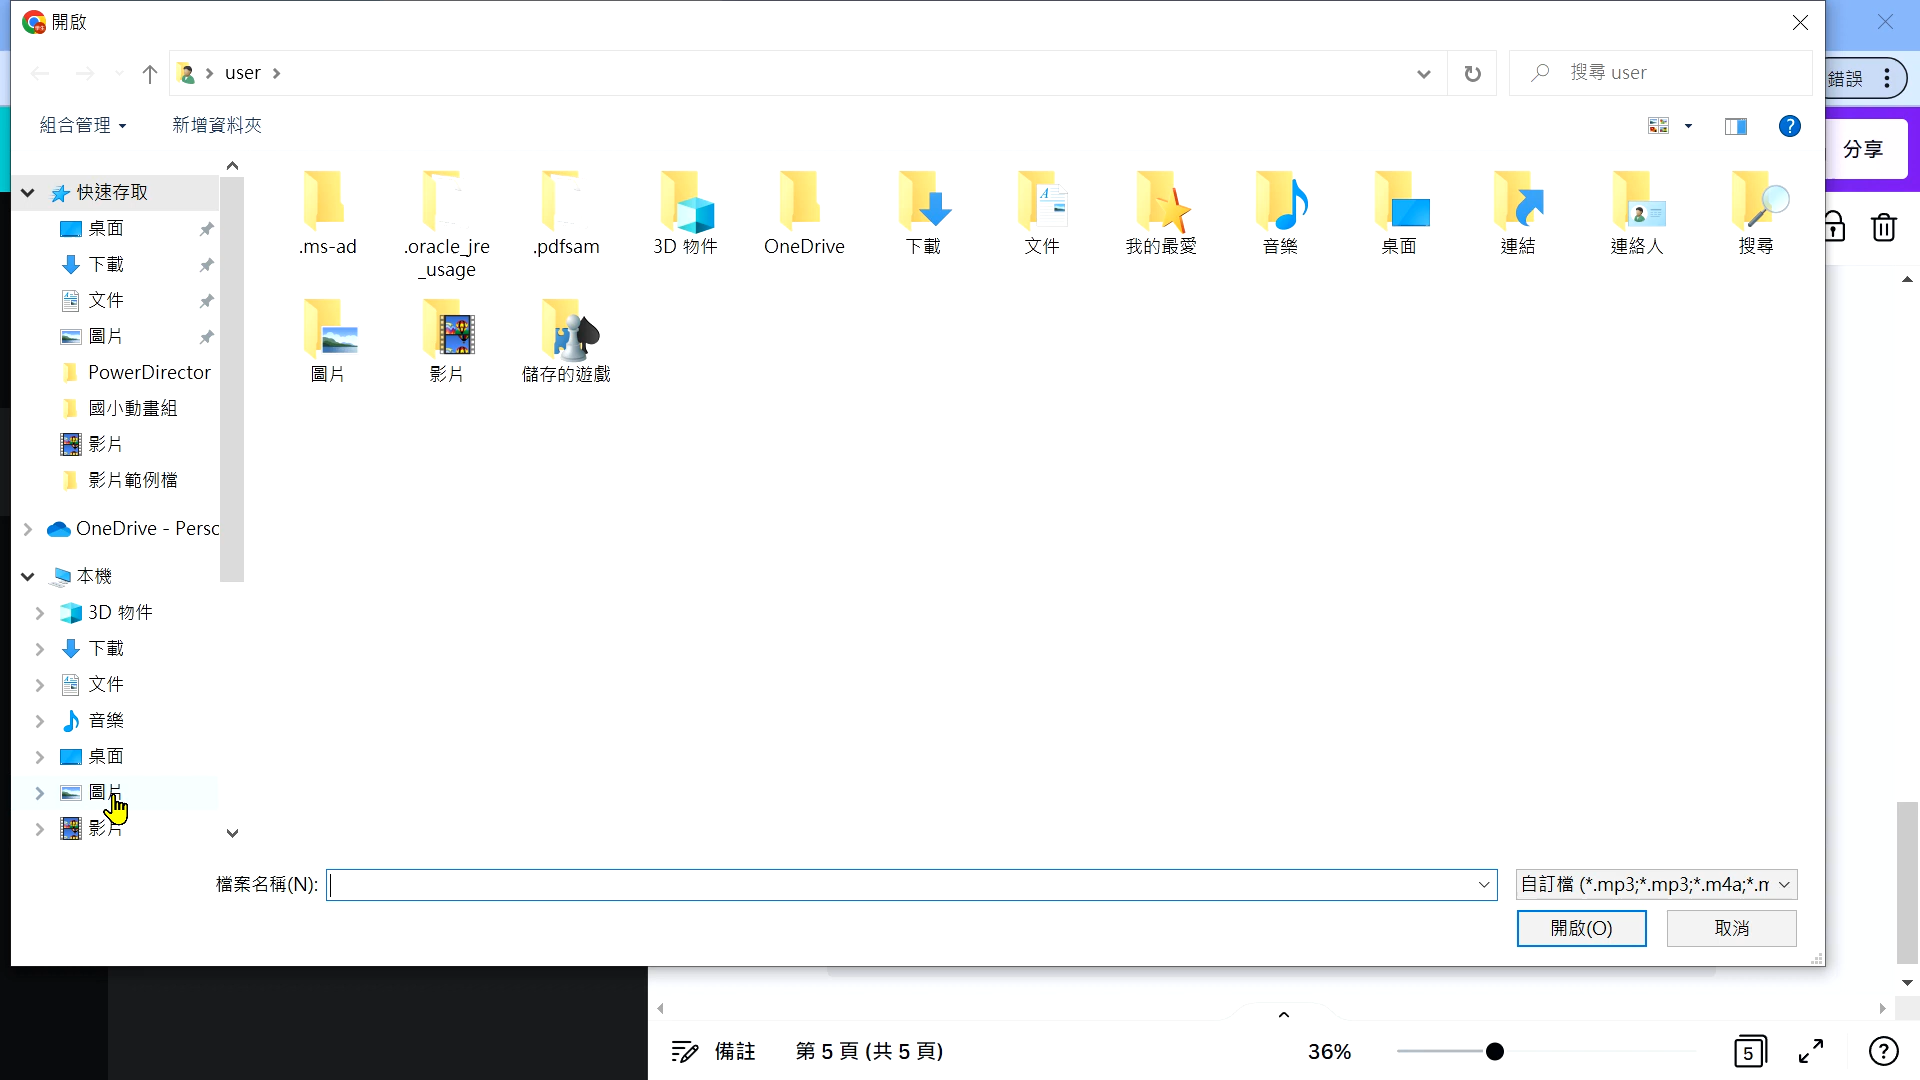 開啟
user
搜尋 user
錯誤
組合管理
新增資料夾
分享
快速存取
桌面
下載
文件
圖片
PowerDirector
國小動畫組
影片
影片範例檔
OneDrive - Persc
本機
3D 物件
下載
文件
音樂
桌面
圖片
影片
.ms-ad
.oracle_jre
_usage
.pdfsam
3D 物件
OneDrive
下載
文件
我的最愛
音樂
桌面
連結
連絡人
搜尋
圖片
影片
儲存的遊戲
檔案名稱(N):
自訂檔 (*.mp3;*.mp3;*.m4a;*.m
開啟(O)
取消
備註
第 5 頁 (共 5 頁)
36%
5